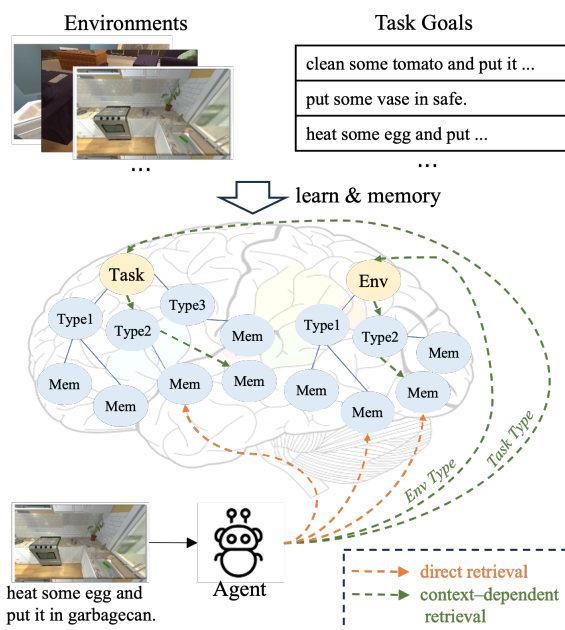 Environments
Task Goals
clean some tomato and put it ...
put some vase in safe.
heat some egg and put ...
...
...
learn & memory
Task
Env
Type1
Type2
Type3
Mem
Mem
Mem
Mem
Mem
Type1
Type2
Mem
Mem
Mem
Mem
Env Type
Task Type
heat some egg and
put it in garbagecan.
Agent
direct retrieval
context–dependent
retrieval